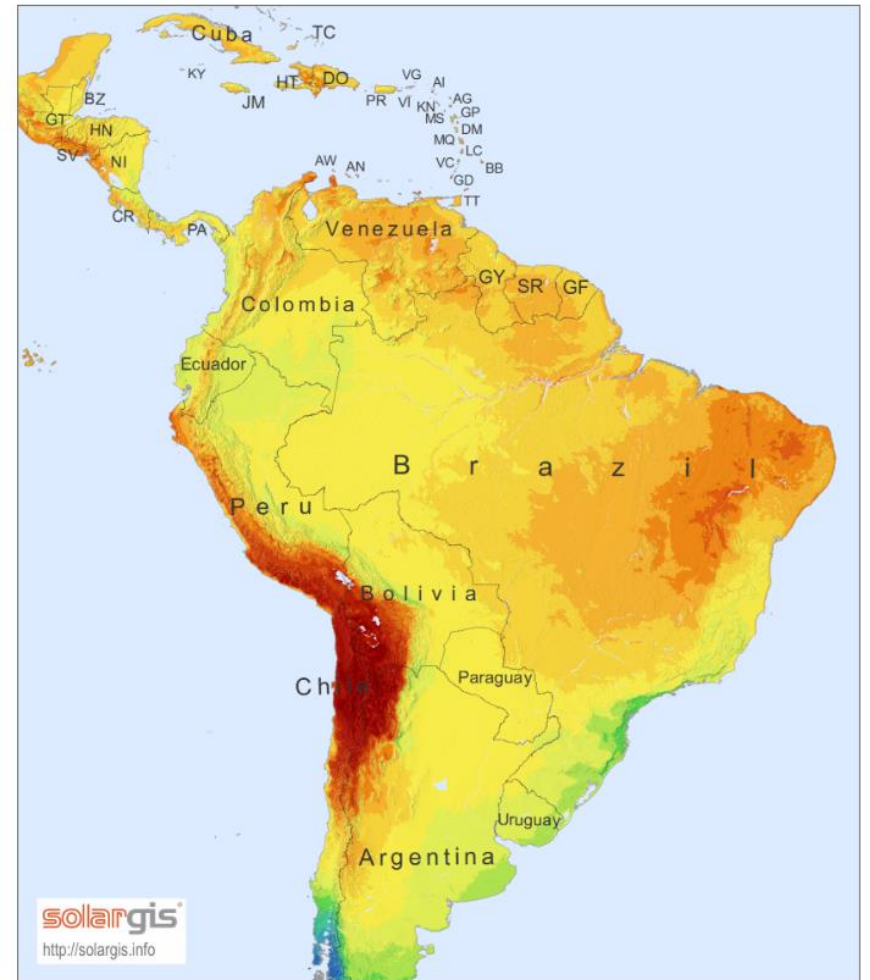 Cuba
TC
KY
JM
HT
DO
PR
VG
VI
AI
KN
AG
MS
GP
DM
MQ
LC
VC
BB
GD
TT
BZ
GT
HN
SV
NI
CR
PA
AW
AN
Venezuela
GY
SR
GF
Colombia
Ecuador
Brazil
Peru
Bolivia
Chile
Paraguay
Uruguay
Argentina
solargis
http://solargis.info